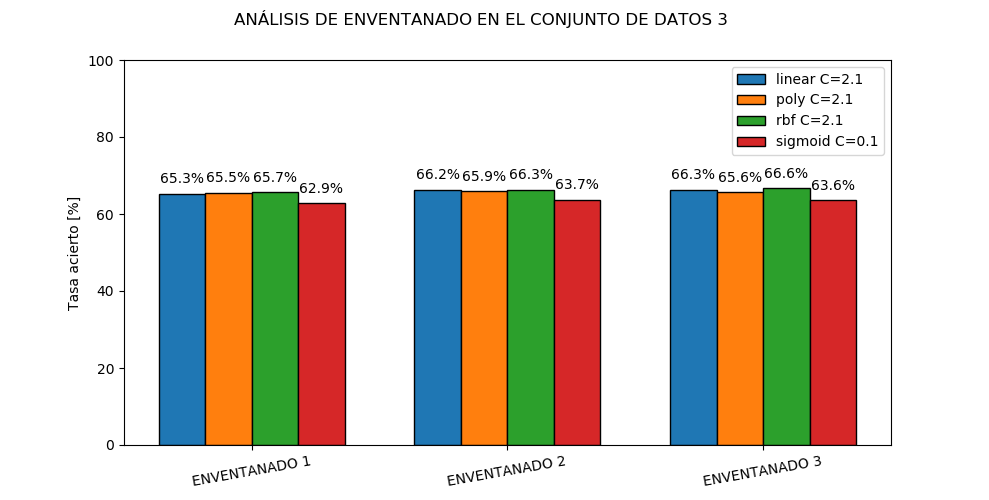 ANÁLISIS DE ENVENTANADO EN EL CONJUNTO DE DATOS 3
linear C=2.1
poly C=2.1
rbf C=2.1
sigmoid C=0.1
Tasa acierto [%]
100
80
60
40
20
0
65.3% 65.5% 65.7% 62.9%
66.2% 65.9% 66.3% 63.7%
66.3% 65.6% 66.6% 63.6%
ENVENTANADO 1
ENVENTANADO 2
ENVENTANADO 3